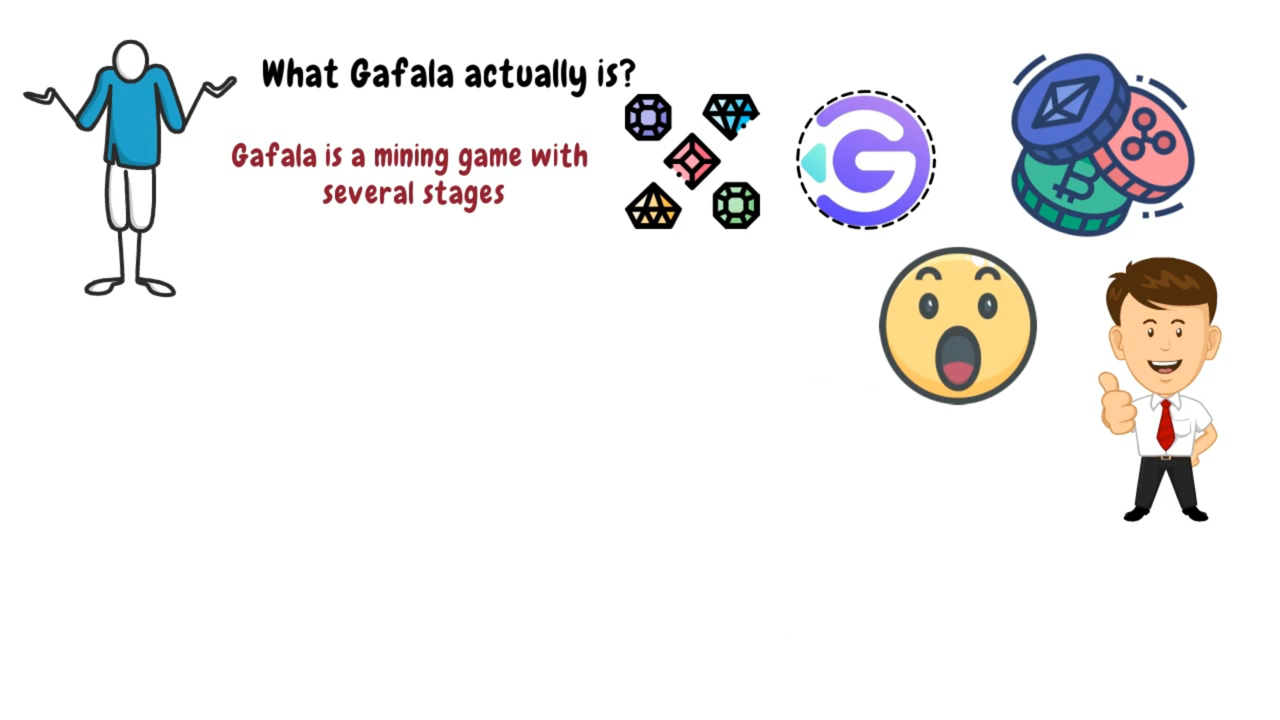 What Gafala actually is?
Gafala is a mining game with
several stages